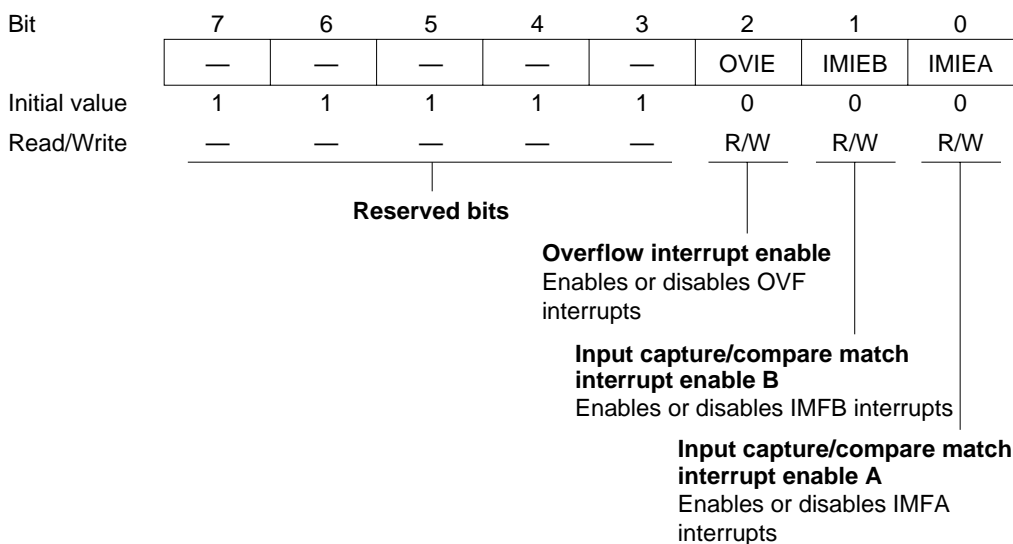 Bit 7 6 5 4 3 2 1 0
— — — — — OVIE IMIEB IMIEA
Initial value 1 1 1 1 1 0 0 0
Read/Write — — — — — R/W R/W R/W
Reserved bits
Overflow interrupt enable
Enables or disables OVF
interrupts
Input capture/compare match
interrupt enable B
Enables or disables IMFB interrupts
Input capture/compare match
interrupt enable A
Enables or disables IMFA
interrupts